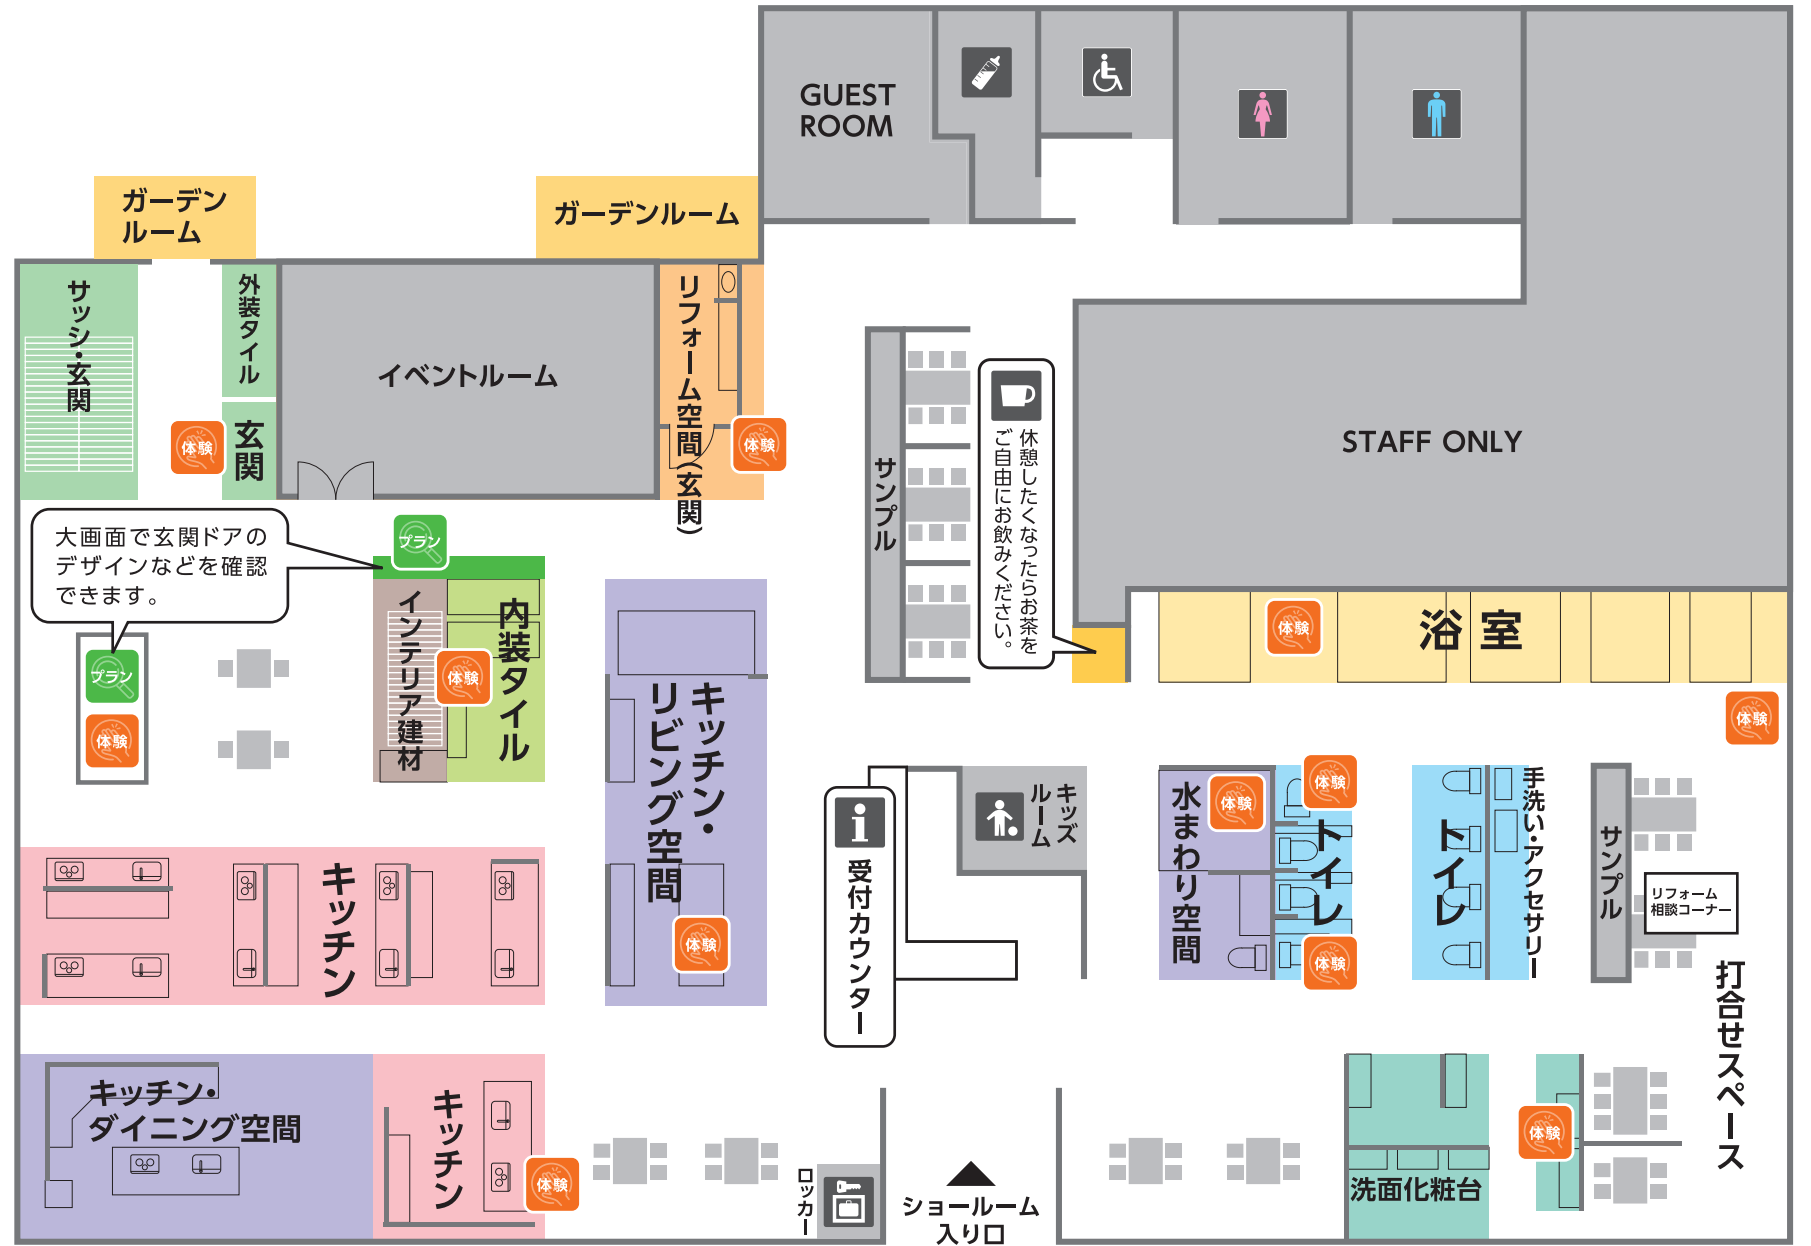 GUEST
ROOM
ガーデン
ルーム
ガーデンルーム
サッシ・玄関
外装タイル
玄関
体験
イベントルーム
リフォーム空間(玄関)
体験
サンプル
休憩したくなったらお茶を
ご自由にお飲みください。
STAFF ONLY
大画面で玄関ドアの
デザインなどを確認
できます。
プラン
プラン
体験
インテリア建材
体験
内装タイル
キッチン・
リビング空間
体験
浴室
体験
体験
受付カウンター
キッズ
ルーム
水まわり空間
体験
体験
トイレ
体験
トイレ
手洗い・アクセサリー
サンプル
リフォーム
相談コーナー
打合せスペース
キッチン
キッチン・
ダイニング空間
キッチン
体験
ロッカー
ショールーム
入り口
洗面化粧台
体験